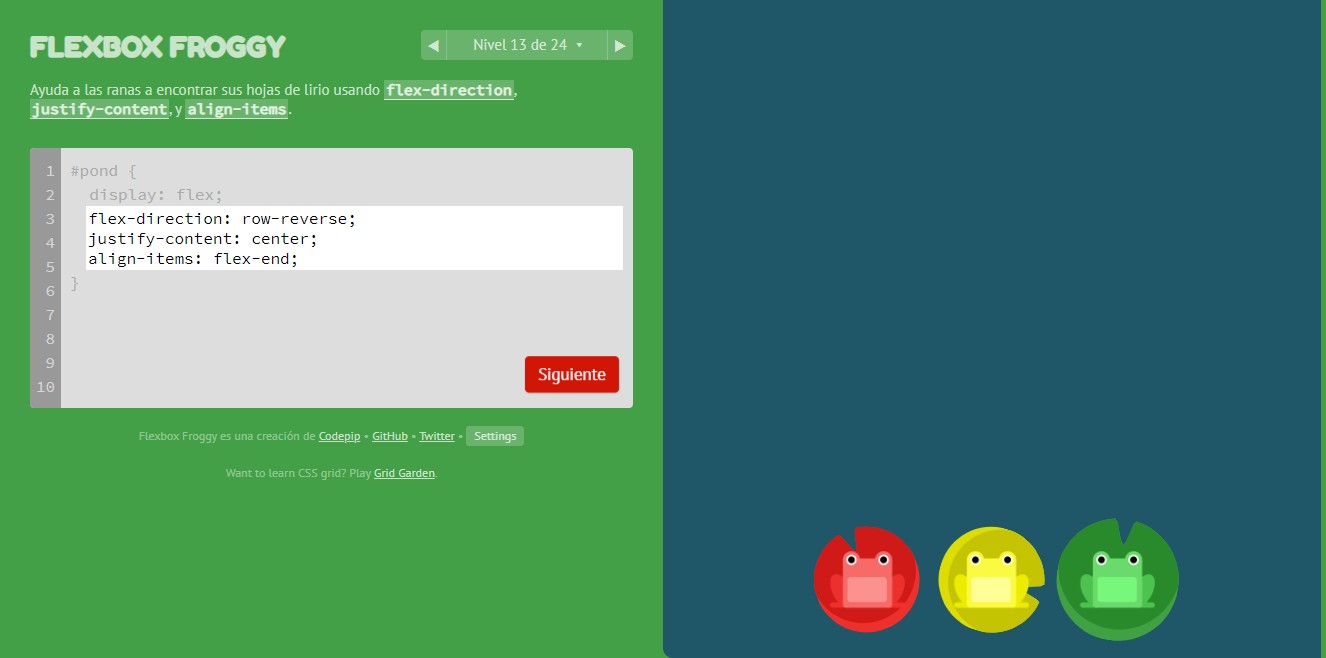 FLEXBOX FROGGY
◀ Nivel 13 de 24 ▾ ▶
Ayuda a las ranas a encontrar sus hojas de lirio usando flex-direction,
justify-content, y align-items.
1 #pond {
2 display: flex;
3 flex-direction: row-reverse;
4 justify-content: center;
5 align-items: flex-end;
6 }
7
8
9
10
Siguiente
Flexbox Froggy es una creación de Codepip • GitHub • Twitter • Settings
Want to learn CSS grid? Play Grid Garden.